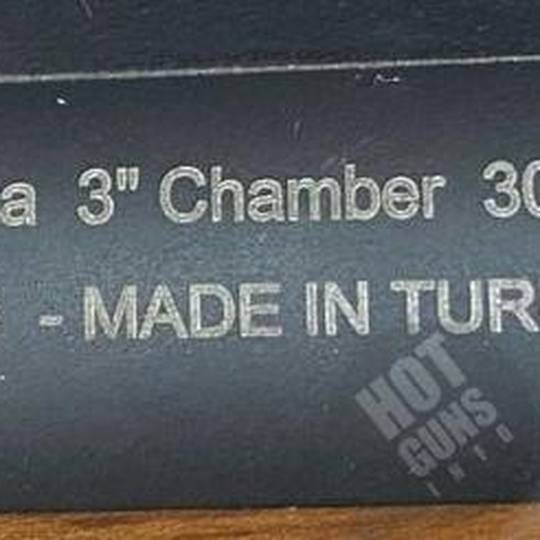 a 3" Chamber 30
- MADE IN TUR
HOT
GUNS
INFO